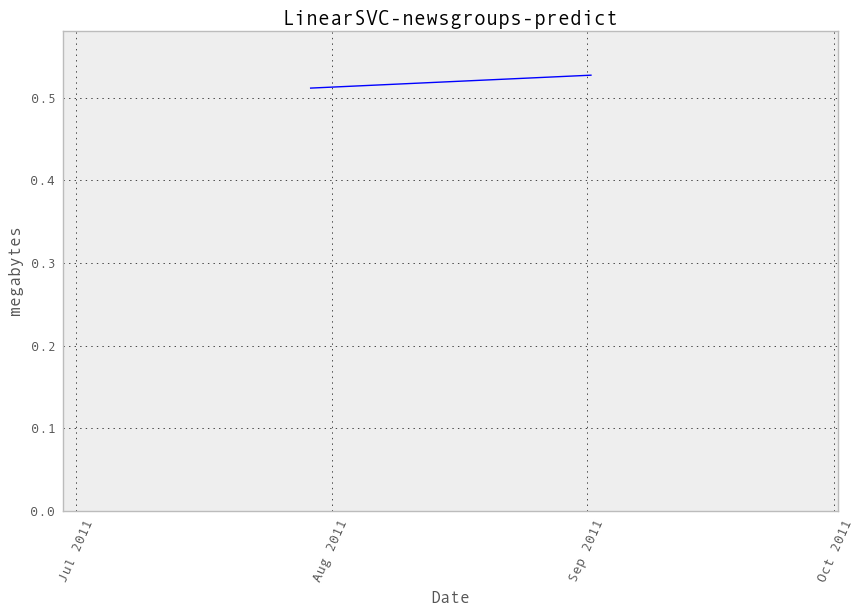 LinearSVC-newsgroups-predict
0.5
0.4
0.3
0.2
0.1
0.0
megabytes
Jul 2011
Aug 2011
Sep 2011
Oct 2011
Date